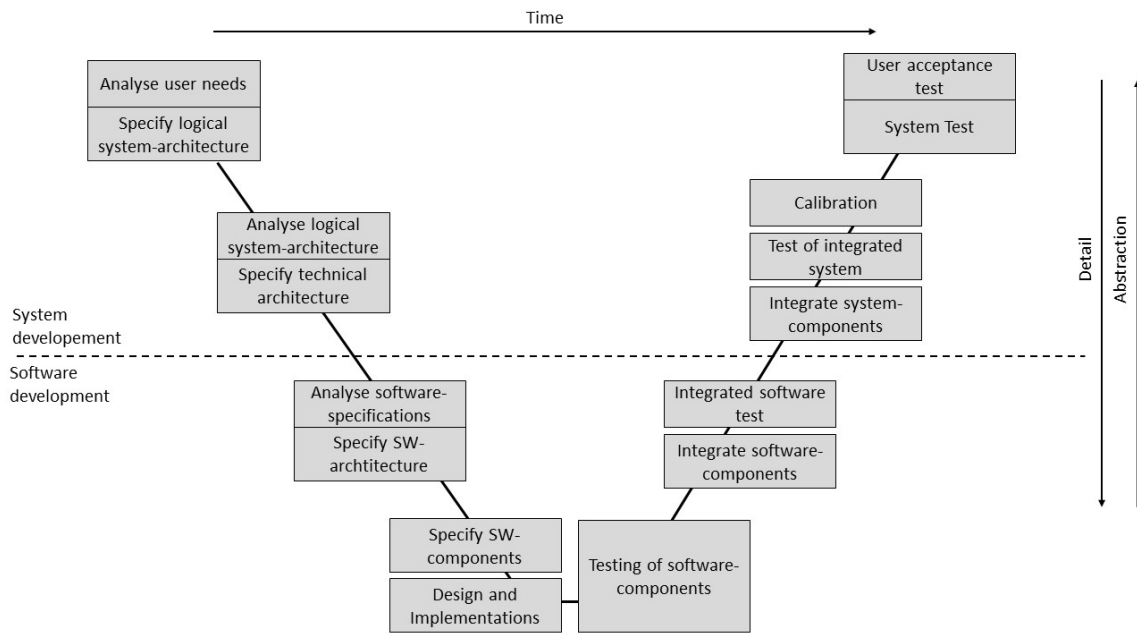 Time
Analyse user needs
Specify logical
system-architecture
User acceptance
test
System Test
Analyse logical
system-architecture
Specify technical
architecture
Calibration
Test of integrated
system
Integrate system-
components
Detail
Abstraction
System
developement
Software
development
Analyse software-
specifications
Specify SW-
archtitecture
Integrated software
test
Integrate software-
components
Specify SW-
components
Design and
Implementations
Testing of software-
components